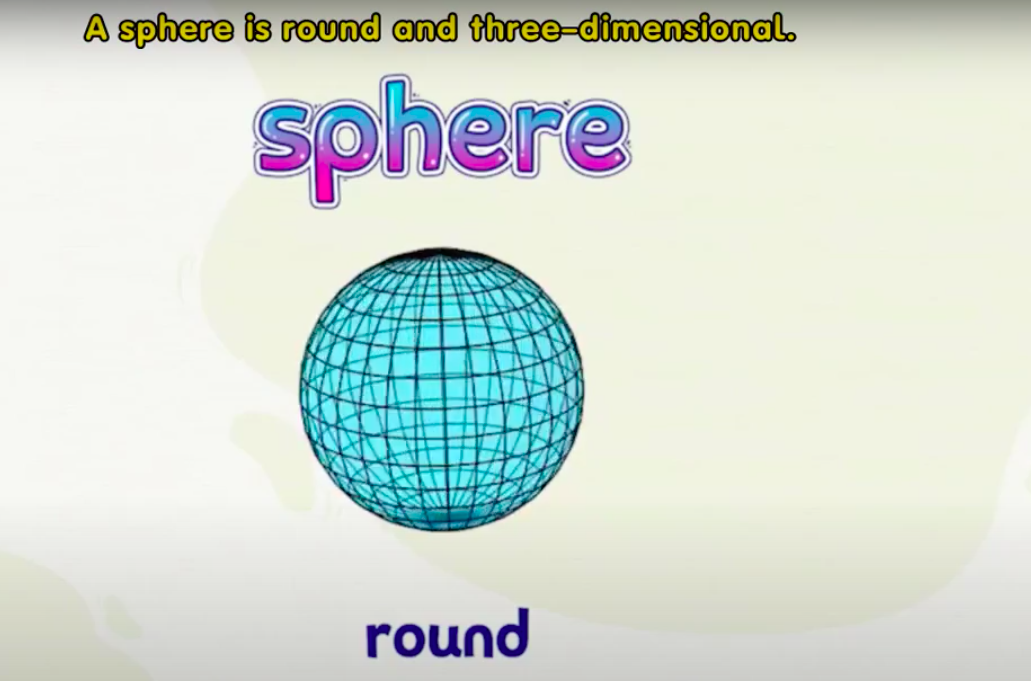 A sphere is round and three-dimensional.
sphere
round